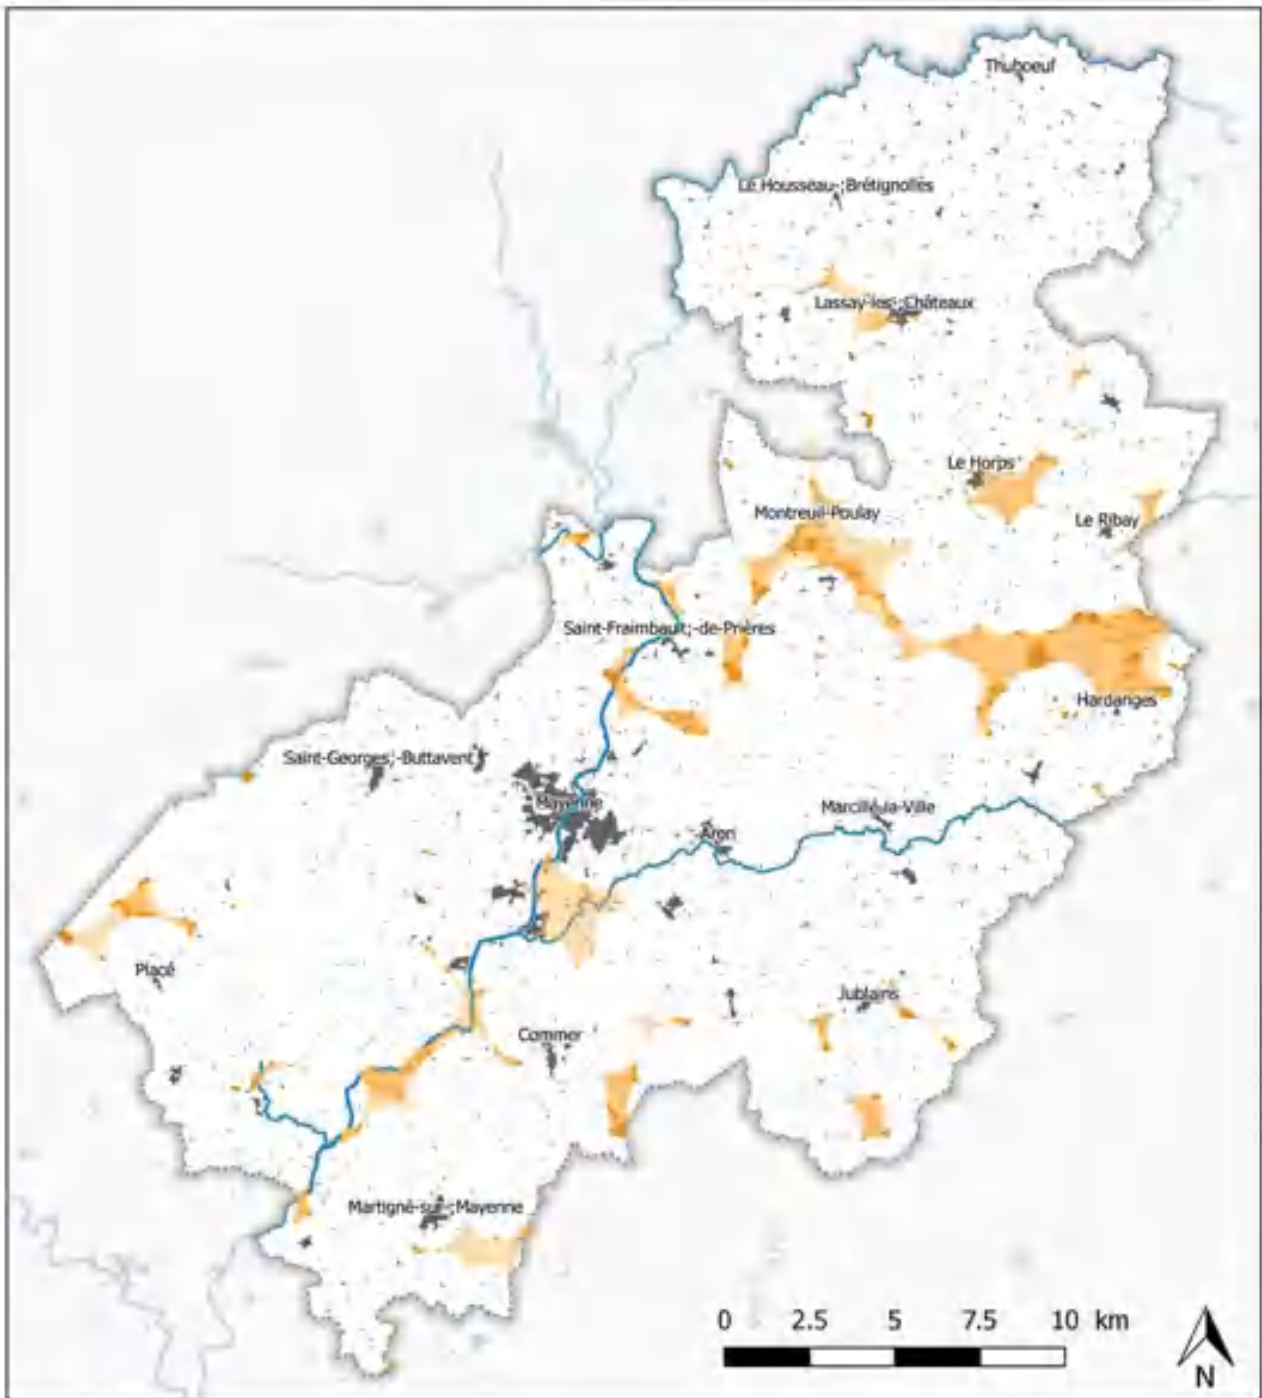 Thuboeuf
Le Housseau-;Brétignolles
Lassay-les-;Châteaux
Le Horps
Montreuil-Poulay
Le Ribay
Saint-Fraimbault;-de-Prières
Hardanges
Saint-Georges;-Buttavent
Mayenne
Marcillé-la-Ville
Aron
Placé
Jublains
Commer
Martigné-sur-;Mayenne
0 2.5 5 7.5 10 km
N